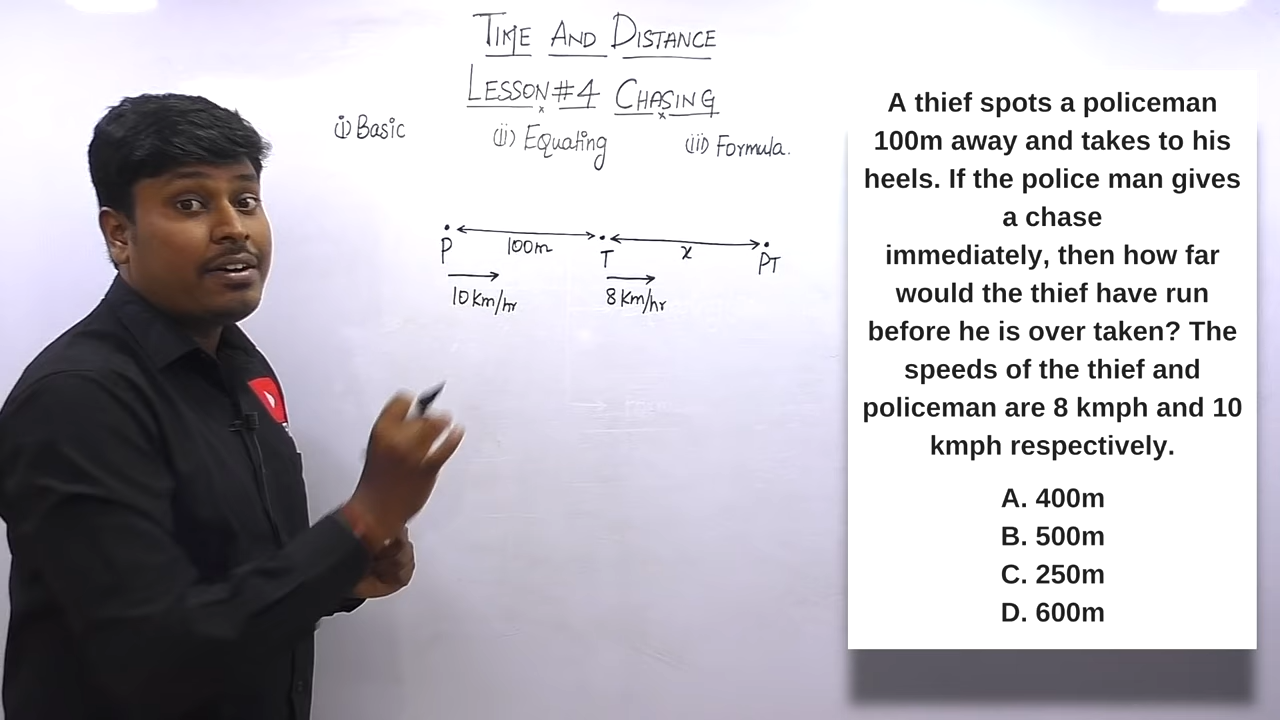 TIME AND DISTANCE
LESSON #4 CHASING
(i) Basic (ii) Equating (iii) Formula.
100m
P T x PT
10 Km/hr 8 Km/hr
A thief spots a policeman
100m away and takes to his
heels. If the police man gives
a chase
immediately, then how far
would the thief have run
before he is over taken? The
speeds of the thief and
policeman are 8 kmph and 10
kmph respectively.
A. 400m
B. 500m
C. 250m
D. 600m